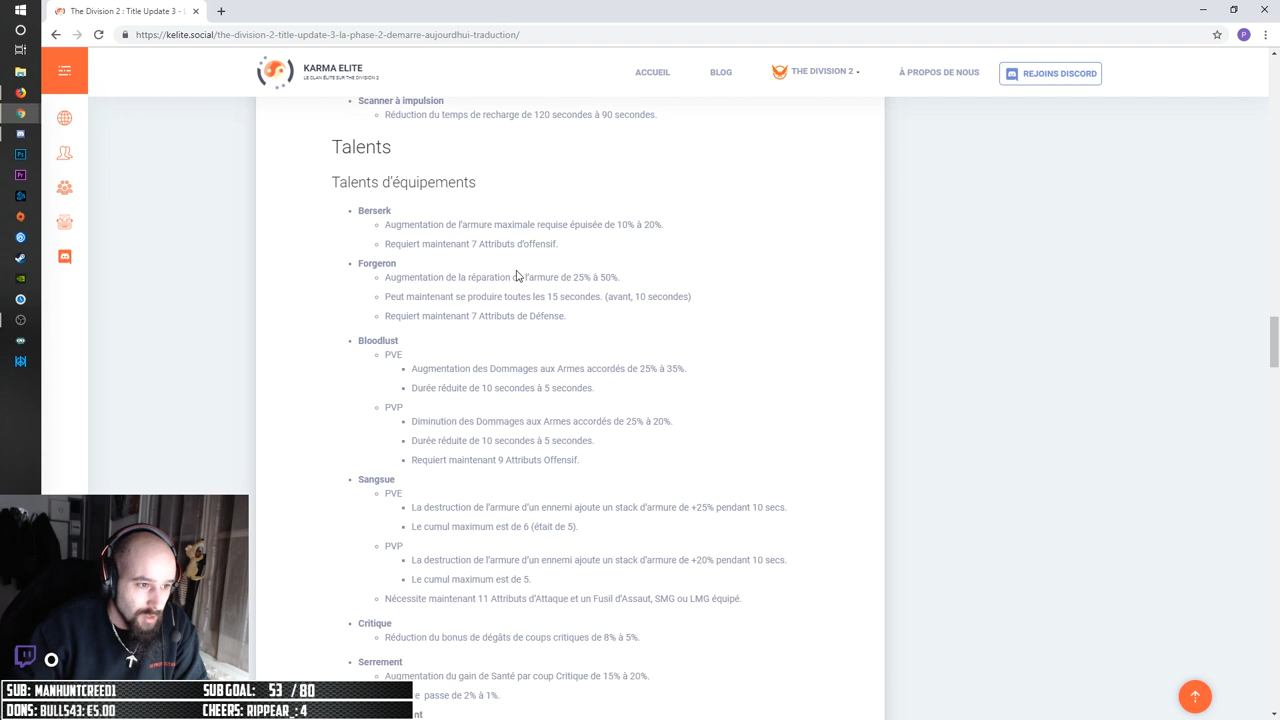 The Division 2 : Title Update 3 - L
https://kelite.social/the-division-2-title-update-3-la-phase-2-demarre-aujourdhui-traduction/
P
KARMA ELITE
LE CLAN ÉLITE SUR THE DIVISION 2
ACCUEIL
BLOG
THE DIVISION 2
À PROPOS DE NOUS
REJOINS DISCORD
Scanner à impulsion
Réduction du temps de recharge de 120 secondes à 90 secondes.
Talents
Talents d'équipements
Berserk
Augmentation de l'armure maximale requise épuisée de 10% à 20%.
Requiert maintenant 7 Attributs d'offensif.
Forgeron
Augmentation de la réparation l'armure de 25% à 50%.
Peut maintenant se produire toutes les 15 secondes. (avant, 10 secondes)
Requiert maintenant 7 Attributs de Défense.
Bloodlust
PVE
Augmentation des Dommages aux Armes accordés de 25% à 35%.
Durée réduite de 10 secondes à 5 secondes.
PVP
Diminution des Dommages aux Armes accordés de 25% à 20%.
Durée réduite de 10 secondes à 5 secondes.
Requiert maintenant 9 Attributs Offensif.
Sangsue
PVE
La destruction de l'armure d'un ennemi ajoute un stack d'armure de +25% pendant 10 secs.
Le cumul maximum est de 6 (était de 5).
PVP
La destruction de l'armure d'un ennemi ajoute un stack d'armure de +20% pendant 10 secs.
Le cumul maximum est de 5.
Nécessite maintenant 11 Attributs d'Attaque et un Fusil d'Assaut, SMG ou LMG équipé.
Critique
Réduction du bonus de dégâts de coups critiques de 8% à 5%.
Serrement
Augmentation du gain de Santé par coup Critique de 15% à 20%.
e passe de 2% à 1%.
nt
SUB: MANHUNTCREED1
SUB GOAL: 53 / 80
DONS: BULLS43: €5.00
CHEERS: RIPPEAR_: 4